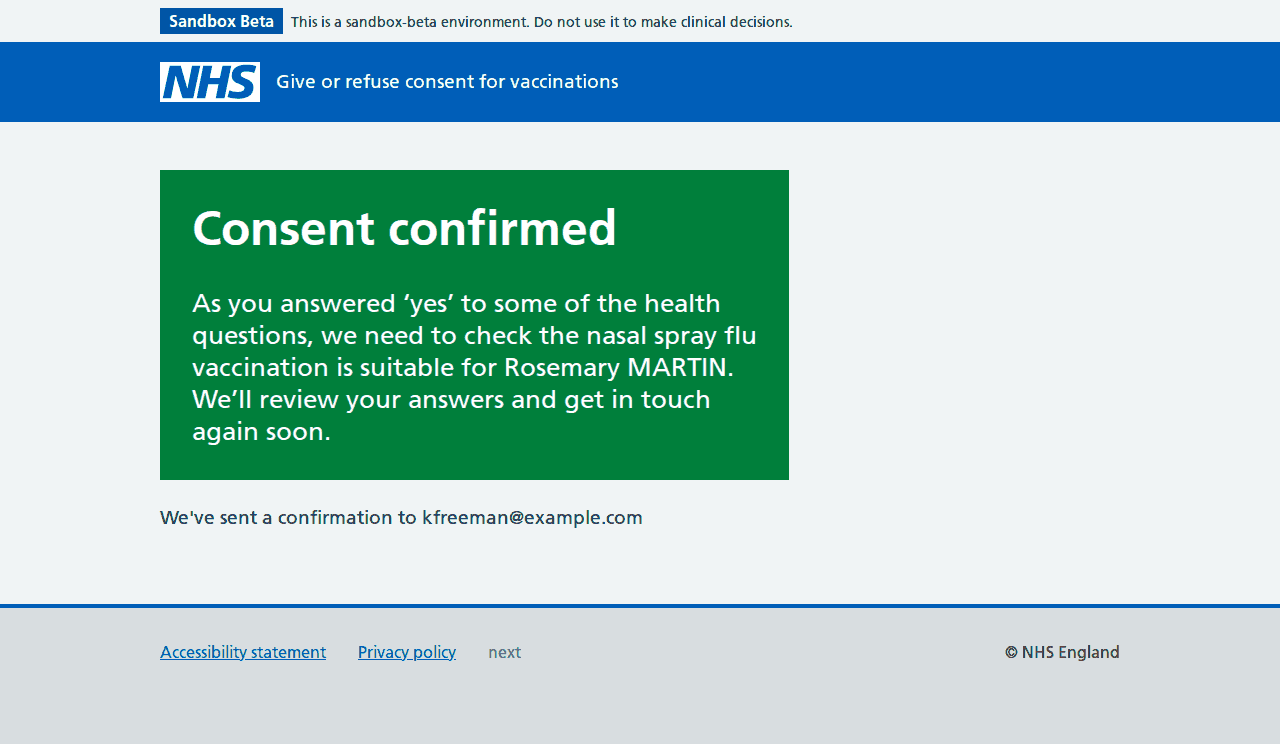 Sandbox Beta This is a sandbox-beta environment. Do not use it to make clinical decisions.
NHS Give or refuse consent for vaccinations
Consent confirmed
As you answered ‘yes’ to some of the health
questions, we need to check the nasal spray flu
vaccination is suitable for Rosemary MARTIN.
We’ll review your answers and get in touch
again soon.
We've sent a confirmation to kfreeman@example.com
Accessibility statement Privacy policy next © NHS England